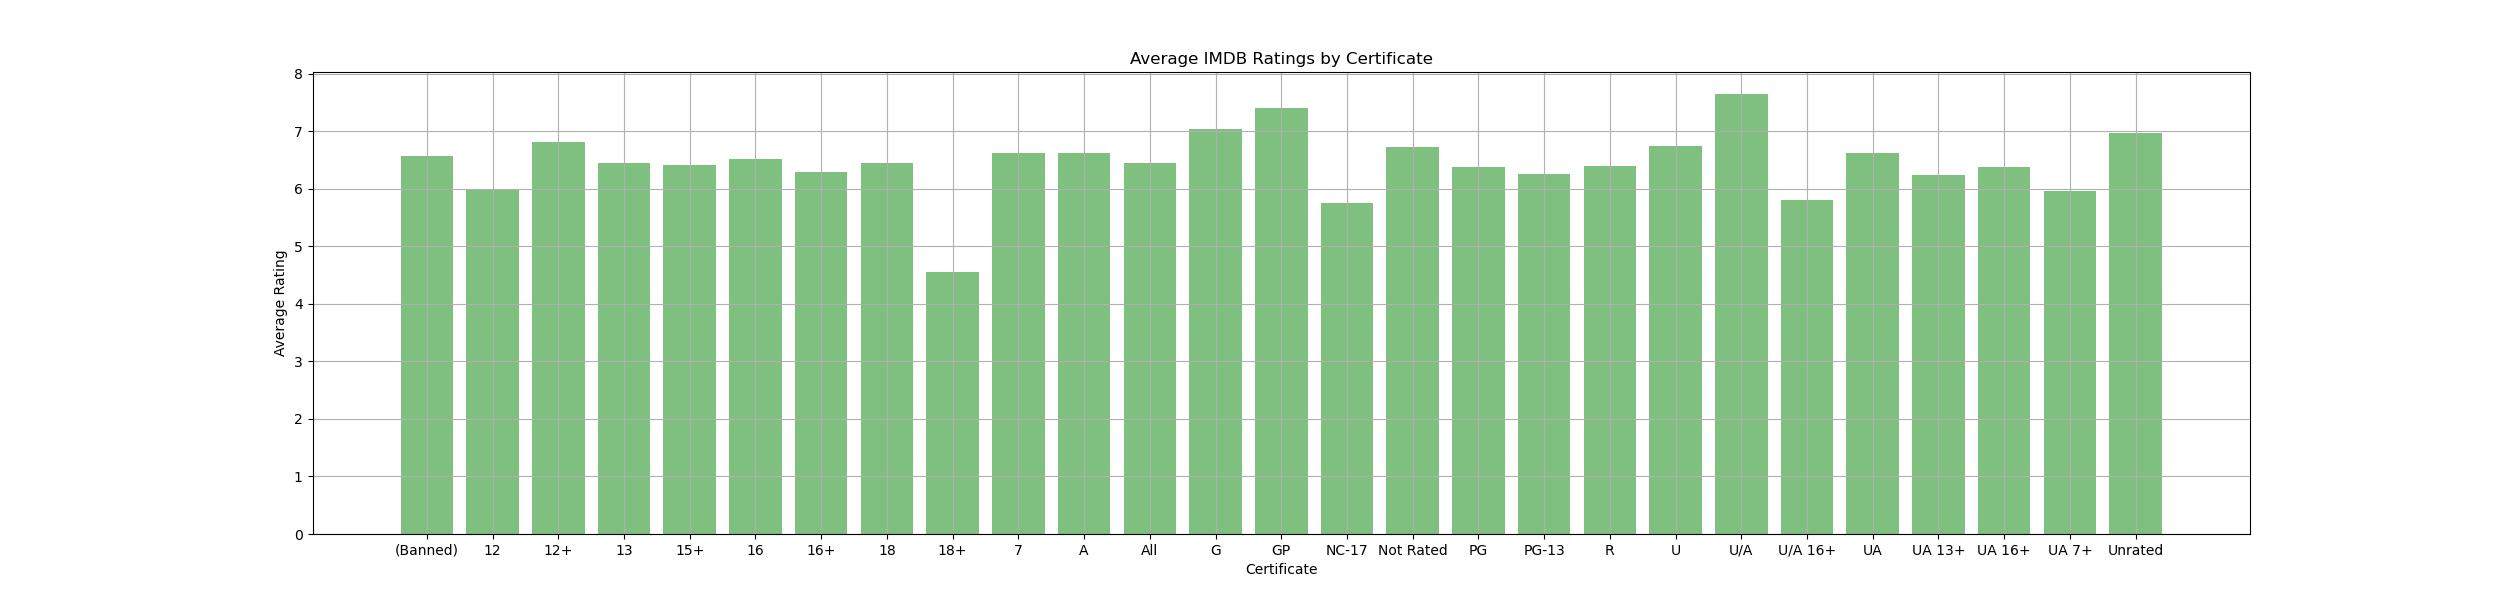 Average IMDB Ratings by Certificate
8
7
6
5
4
3
2
1
0
Average Rating
(Banned) 12 12+ 13 15+ 16 16+ 18 18+ 7 A All G GP NC-17 Not Rated PG PG-13 R U U/A U/A 16+ UA UA 13+ UA 16+ UA 7+ Unrated
Certificate